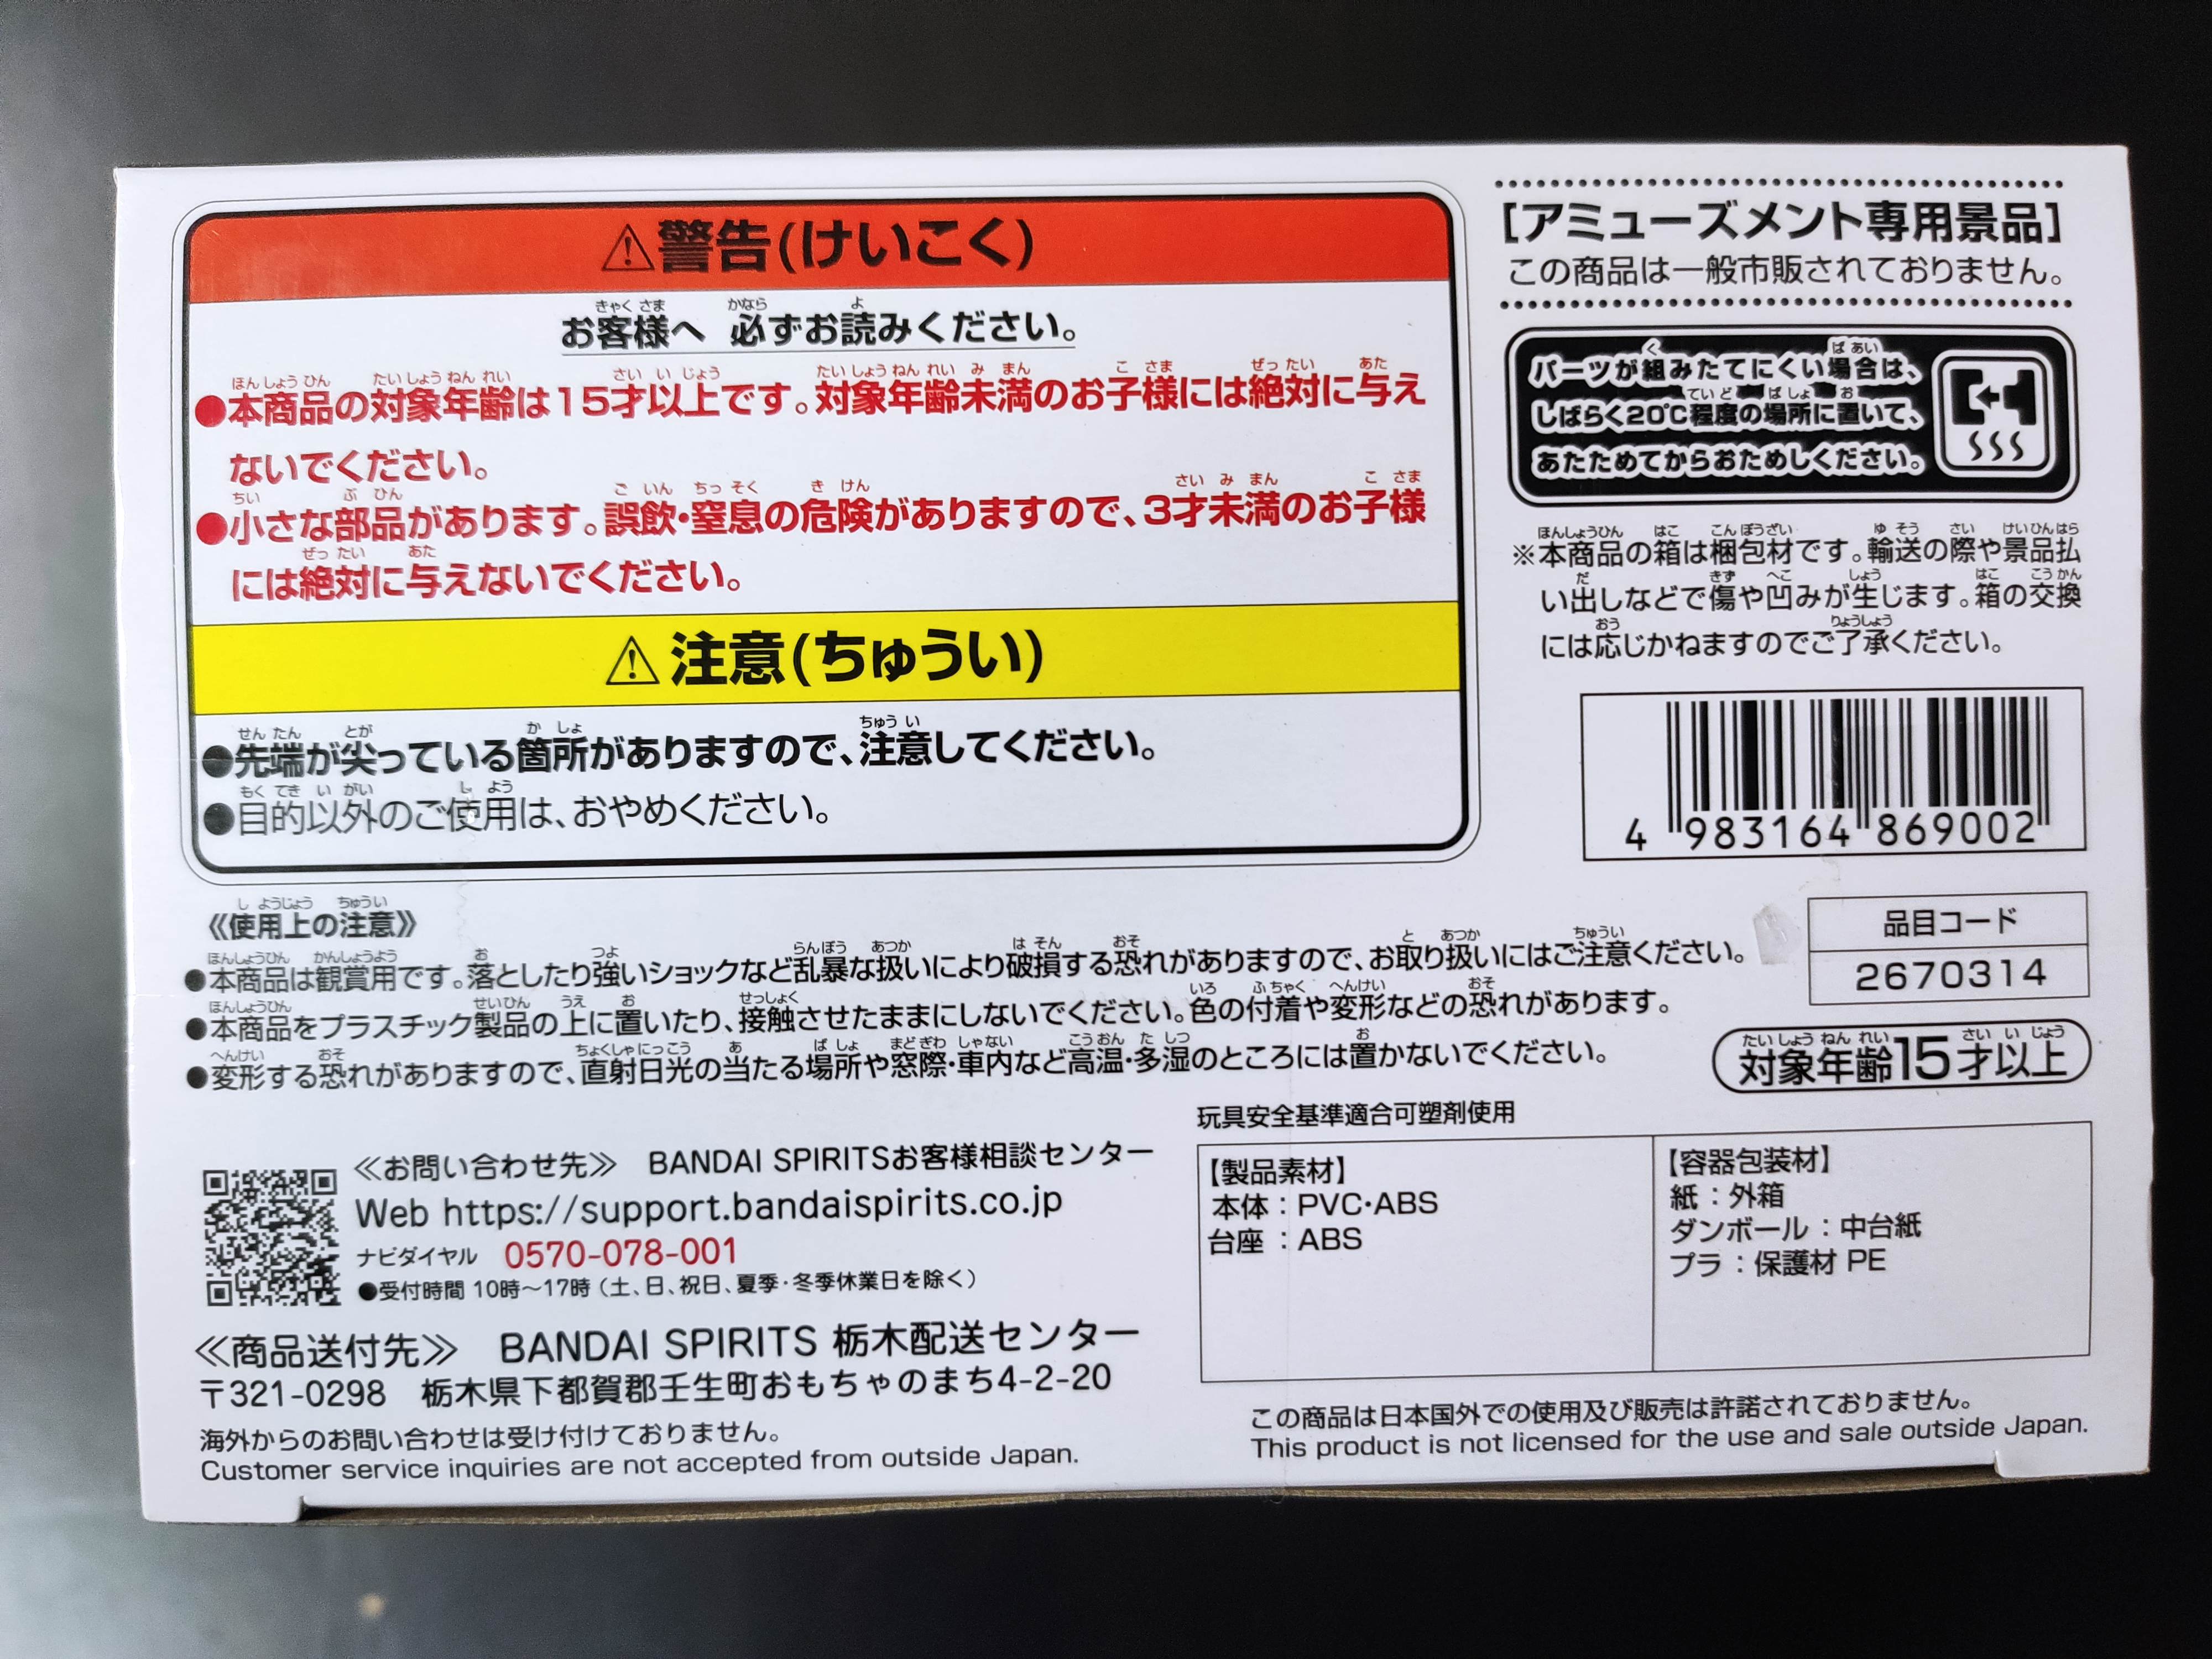 ⚠警告(けいこく)
お客様へ 必ずお読みください。
●本商品の対象年齢は15才以上です。対象年齢未満のお子様には絶対に与え
ないでください。
●小さな部品があります。誤飲・窒息の危険がありますので、3才未満のお子様
には絶対に与えないでください。
⚠注意(ちゅうい)
●先端が尖っている箇所がありますので、注意してください。
●目的以外のご使用は、おやめください。
[アミューズメント専用景品]
この商品は一般市販されておりません。
パーツが組みたてにくい場合は、
しばらく20℃程度の場所に置いて、
あたためてからおためしください。
※本商品の箱は梱包材です。輸送の際や景品払
い出しなどで傷や凹みが生じます。箱の交換
には応じかねますのでご了承ください。
4 983164 869002
品目コード
2670314
対象年齢15才以上
《使用上の注意》
●本商品は観賞用です。落としたり強いショックなど乱暴な扱いにより破損する恐れがありますので、お取り扱いにはご注意ください。
●本商品をプラスチック製品の上に置いたり、接触させたままにしないでください。色の付着や変形などの恐れがあります。
●変形する恐れがありますので、直射日光の当たる場所や窓際・車内など高温・多湿のところには置かないでください。
≪お問い合わせ先≫ BANDAI SPIRITSお客様相談センター
Web https://support.bandaispirits.co.jp
ナビダイヤル 0570-078-001
●受付時間 10時〜17時（土、日、祝日、夏季・冬季休業日を除く）
≪商品送付先≫ BANDAI SPIRITS 栃木配送センター
〒321-0298 栃木県下都賀郡壬生町おもちゃのまち4-2-20
海外からのお問い合わせは受け付けておりません。
Customer service inquiries are not accepted from outside Japan.
玩具安全基準適合可塑剤使用
【製品素材】
本体：PVC・ABS
台座：ABS
【容器包装材】
紙：外箱
ダンボール：中台紙
プラ：保護材 PE
この商品は日本国外での使用及び販売は許諾されておりません。
This product is not licensed for the use and sale outside Japan.